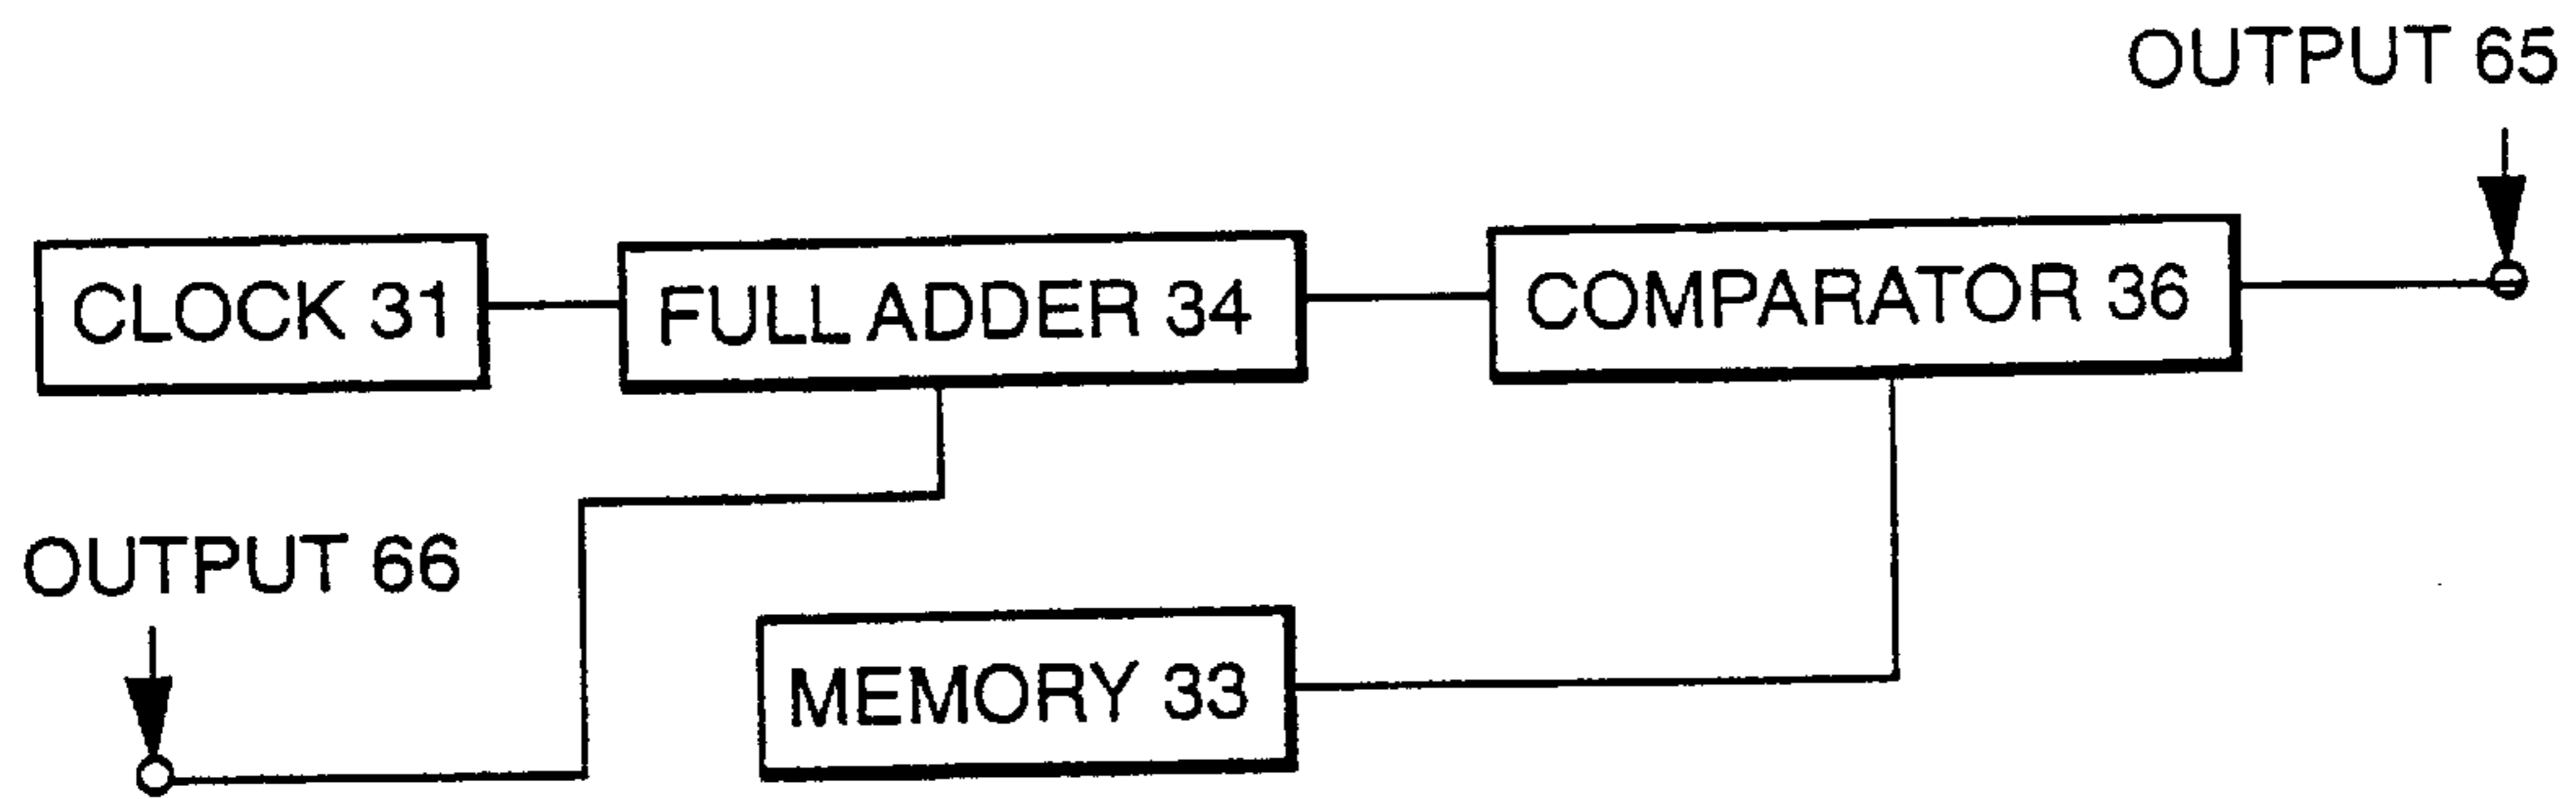 OUTPUT 65
CLOCK 31
FULL ADDER 34
COMPARATOR 36
OUTPUT 66
MEMORY 33